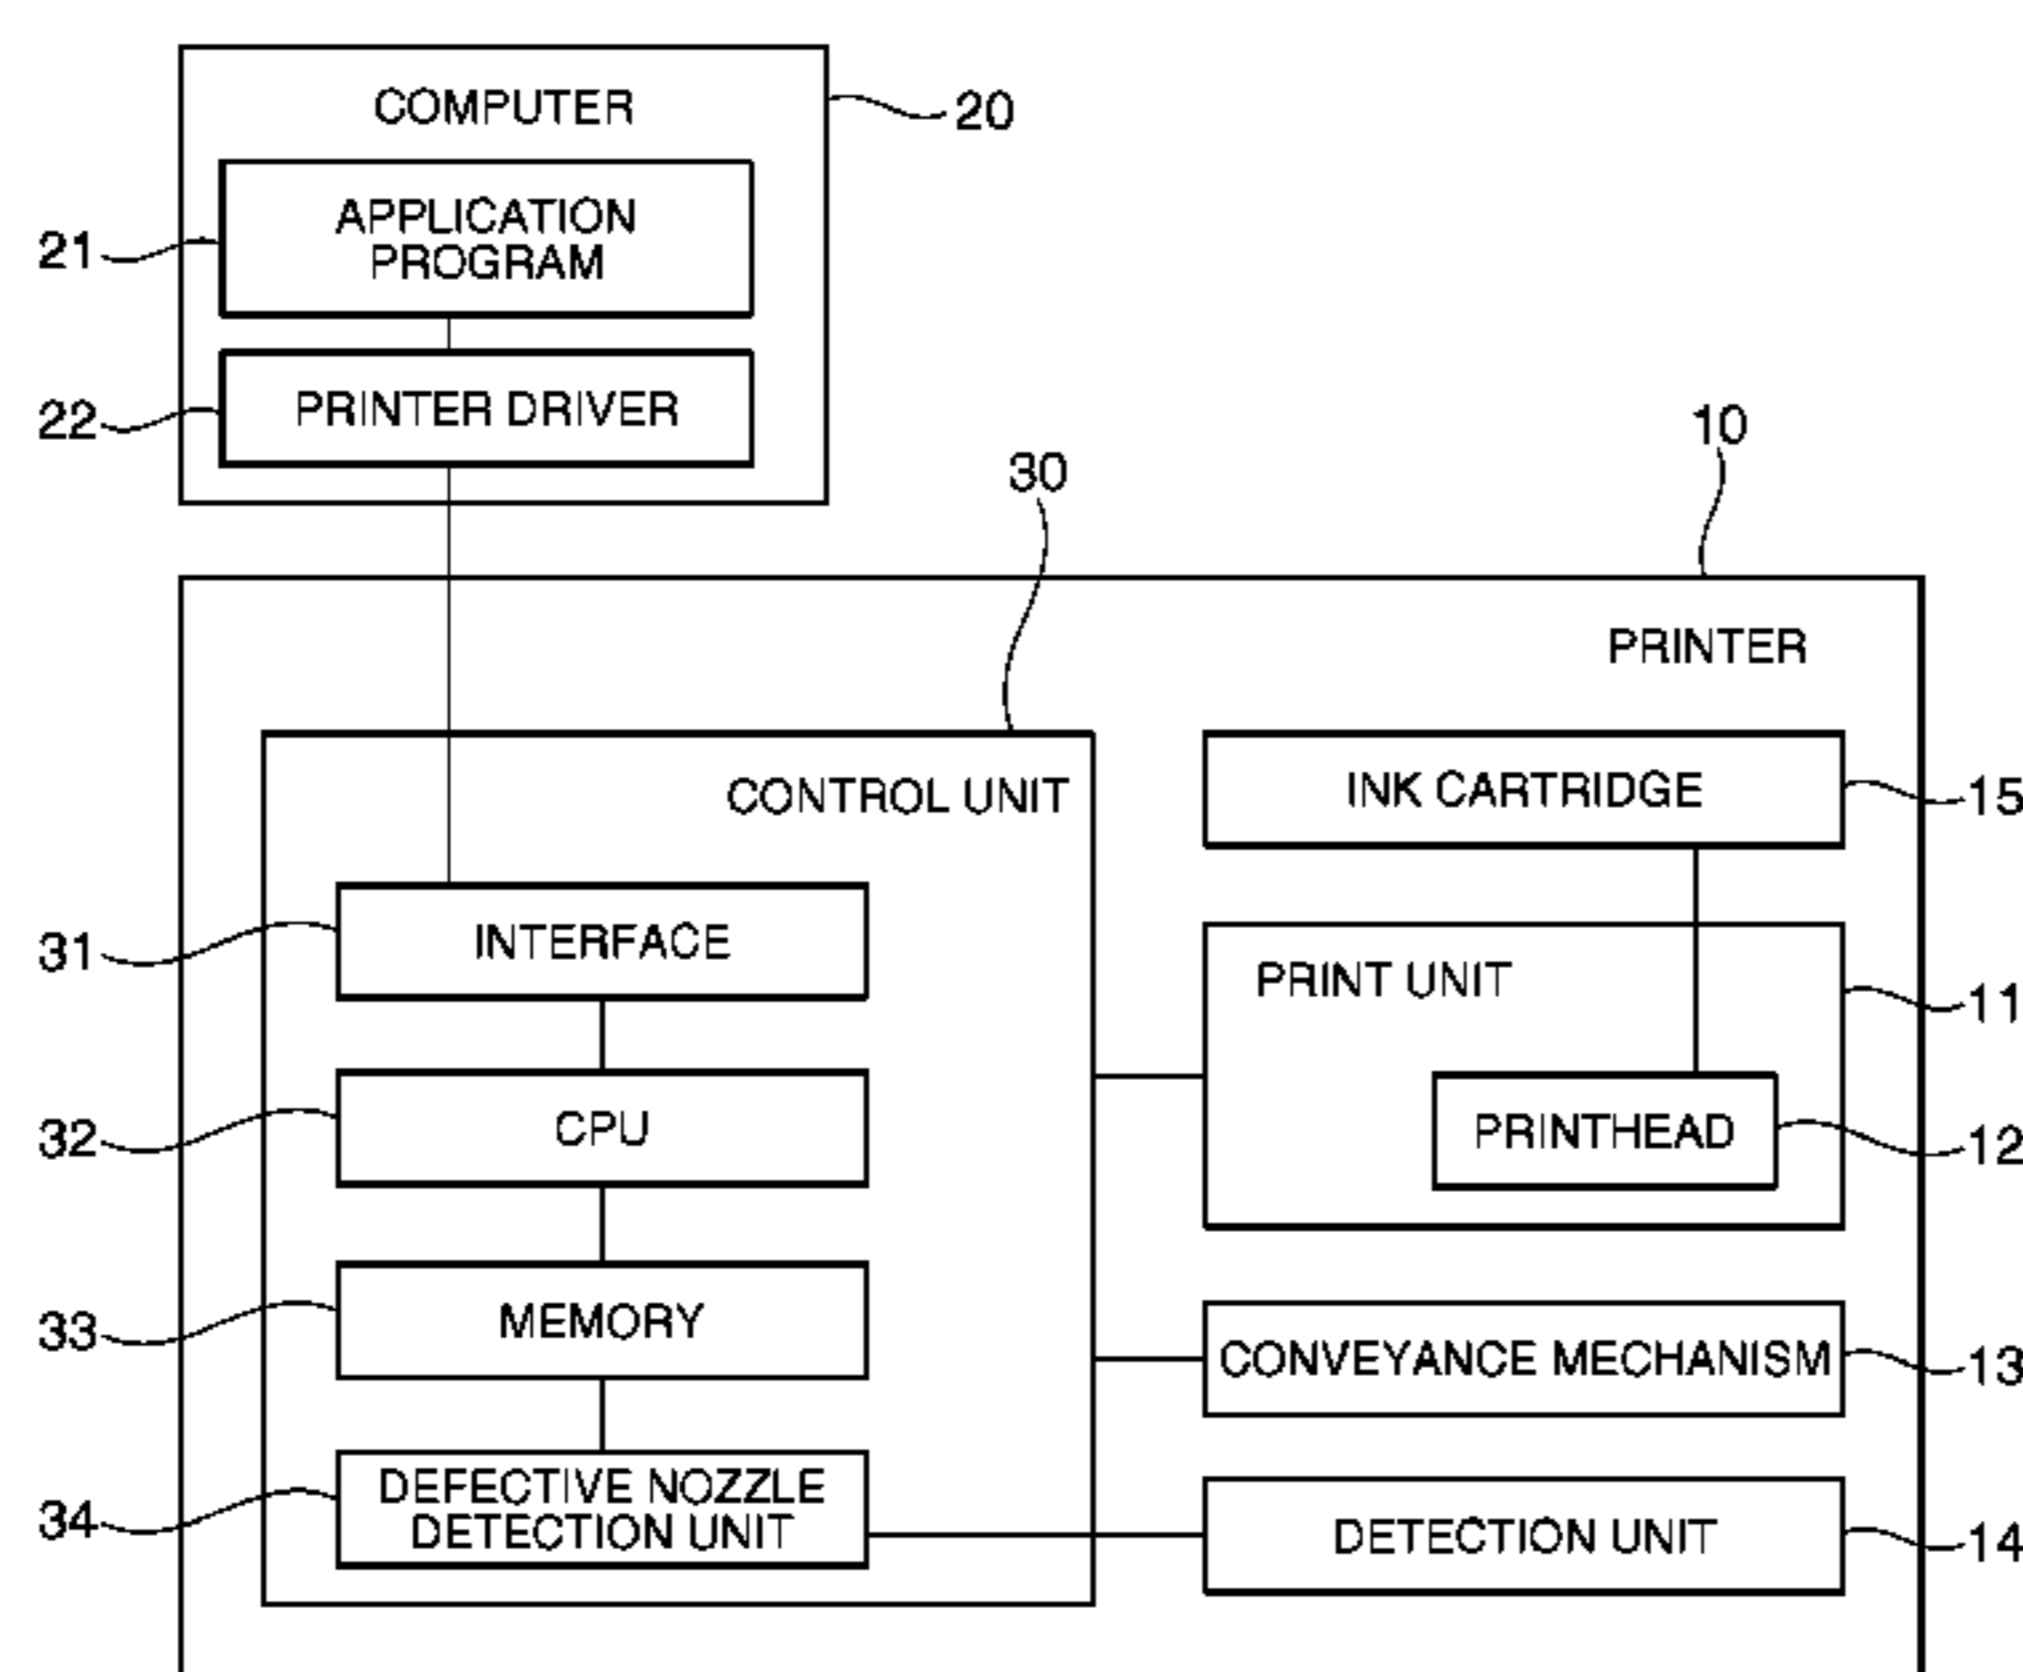 COMPUTER
20
APPLICATION
PROGRAM
21
PRINTER DRIVER
22
10
30
PRINTER
CONTROL UNIT
INK CARTRIDGE
15
INTERFACE
31
PRINT UNIT
11
CPU
32
PRINTHEAD
12
MEMORY
33
CONVEYANCE MECHANISM
13
DEFECTIVE NOZZLE
DETECTION UNIT
34
DETECTION UNIT
14